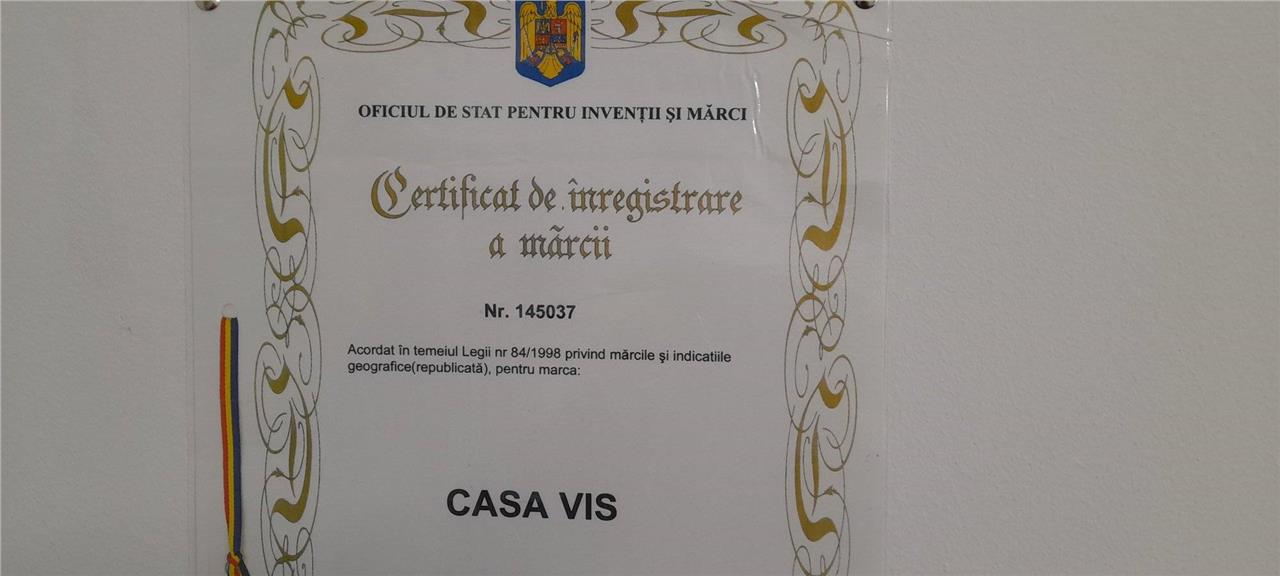 OFICIUL DE STAT PENTRU INVENŢII ŞI MĂRCI
Certificat de înregistrare
a mărcii
Nr. 145037
Acordat în temeiul Legii nr 84/1998 privind mărcile şi indicatiile
geografice(republicată), pentru marca:
CASA VIS